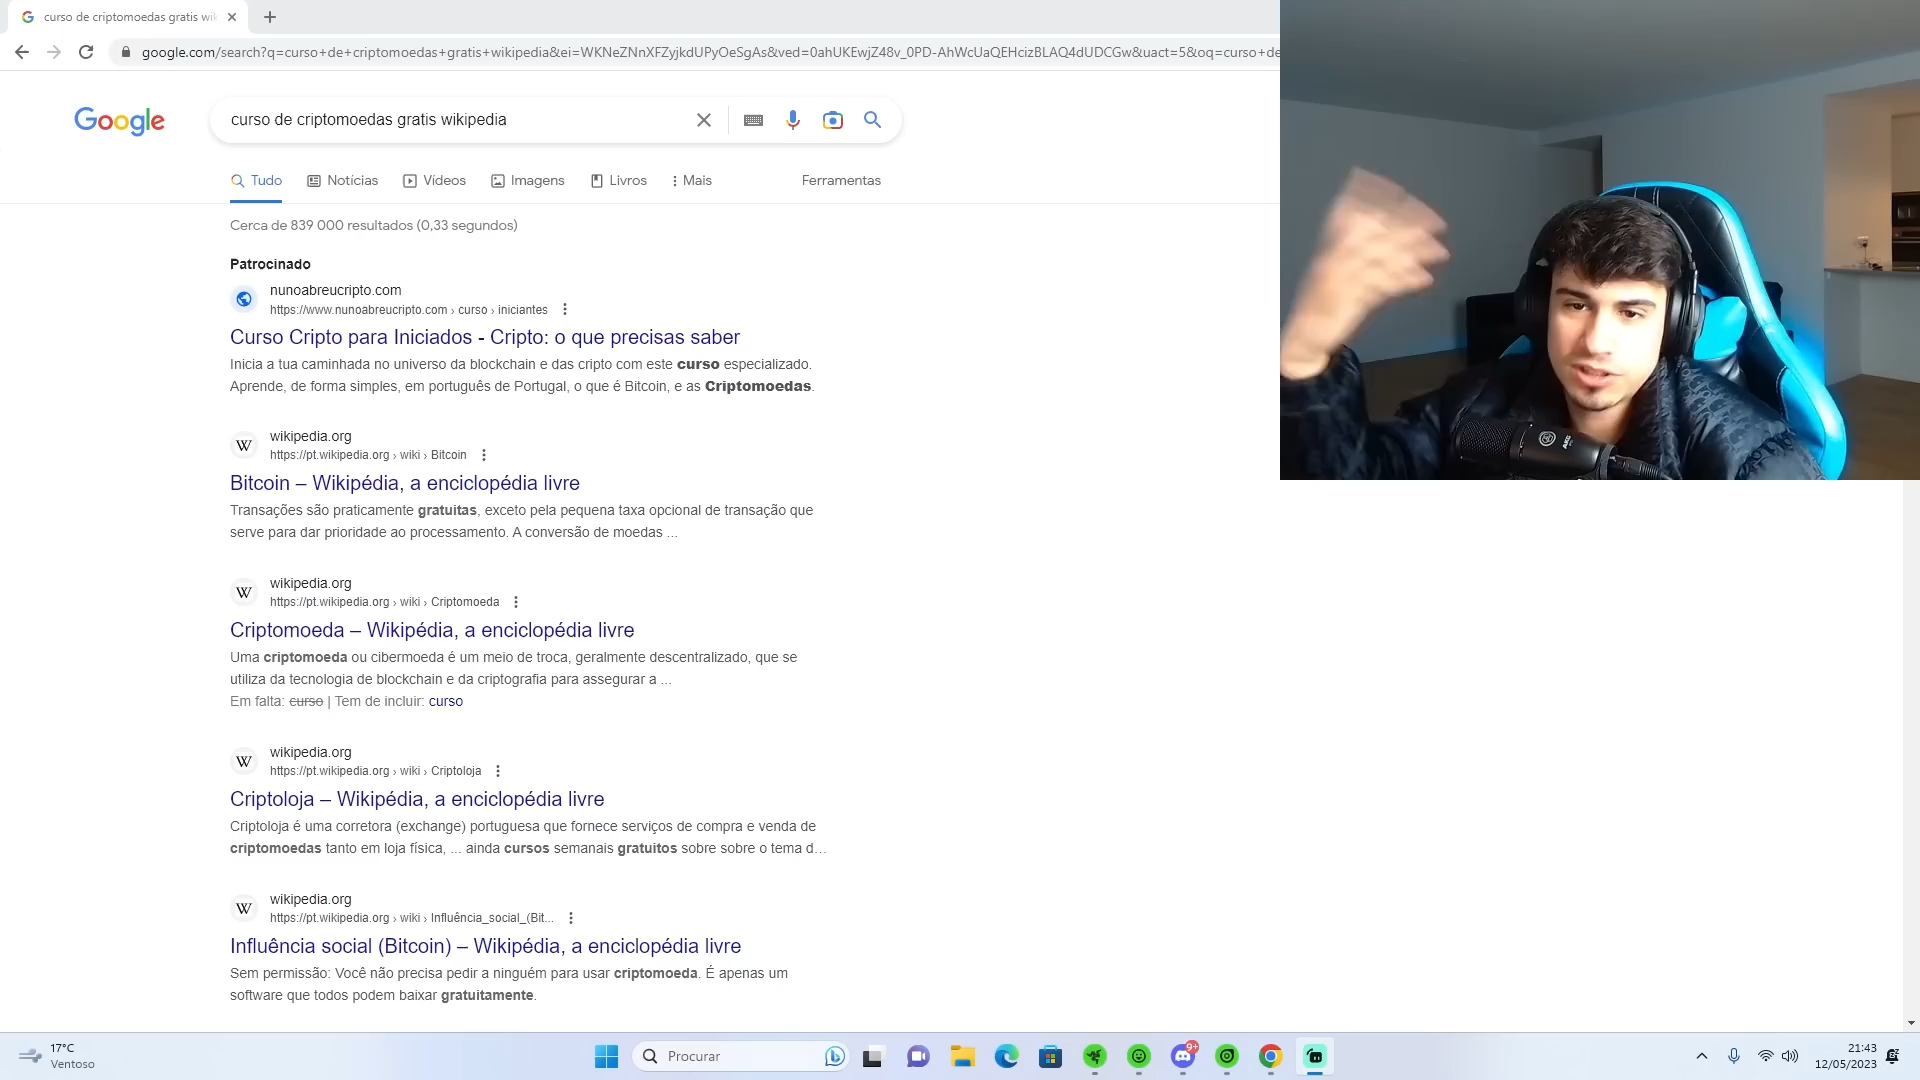 curso de criptomoedas gratis wik
google.com/search?q=curso+de+criptomoedas+gratis+wikipedia&ei=WKNeZNnXFZyjkdUPyOeSgAs&ved=0ahUKEwjZ48v_0PD-AhWcUaQEHcizBLAQ4dUDCGw&uact=5&oq=curso+de
Google
curso de criptomoedas gratis wikipedia
Tudo
Notícias
Vídeos
Imagens
Livros
Mais
Ferramentas
Cerca de 839 000 resultados (0,33 segundos)
Patrocinado
nunoabreucripto.com
https://www.nunoabreucripto.com › curso › iniciantes
Curso Cripto para Iniciados - Cripto: o que precisas saber
Inicia a tua caminhada no universo da blockchain e das cripto com este curso especializado.
Aprende, de forma simples, em português de Portugal, o que é Bitcoin, e as Criptomoedas.
W
wikipedia.org
https://pt.wikipedia.org › wiki › Bitcoin
Bitcoin – Wikipédia, a enciclopédia livre
Transações são praticamente gratuitas, exceto pela pequena taxa opcional de transação que
serve para dar prioridade ao processamento. A conversão de moedas ...
W
wikipedia.org
https://pt.wikipedia.org › wiki › Criptomoeda
Criptomoeda – Wikipédia, a enciclopédia livre
Uma criptomoeda ou cibermoeda é um meio de troca, geralmente descentralizado, que se
utiliza da tecnologia de blockchain e da criptografia para assegurar a ...
Em falta: curso | Tem de incluir: curso
W
wikipedia.org
https://pt.wikipedia.org › wiki › Criptoloja
Criptoloja – Wikipédia, a enciclopédia livre
Criptoloja é uma corretora (exchange) portuguesa que fornece serviços de compra e venda de
criptomoedas tanto em loja física, ... ainda cursos semanais gratuitos sobre sobre o tema d...
W
wikipedia.org
https://pt.wikipedia.org › wiki › Influência_social_(Bit...
Influência social (Bitcoin) – Wikipédia, a enciclopédia livre
Sem permissão: Você não precisa pedir a ninguém para usar criptomoeda. É apenas um
software que todos podem baixar gratuitamente.
AKG
17°C
Ventoso
Procurar
9+
21:43
12/05/2023